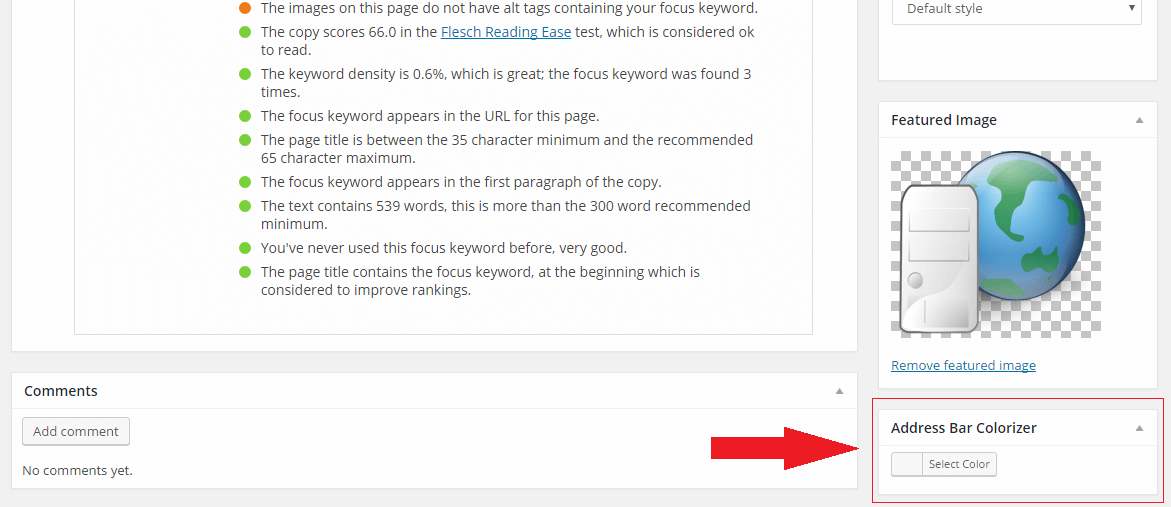 The images on this page do not have alt tags containing your focus keyword.
The copy scores 66.0 in the Flesch Reading Ease test, which is considered ok
to read.
The keyword density is 0.6%, which is great; the focus keyword was found 3
times.
The focus keyword appears in the URL for this page.
The page title is between the 35 character minimum and the recommended
65 character maximum.
The focus keyword appears in the first paragraph of the copy.
The text contains 539 words, this is more than the 300 word recommended
minimum.
You've never used this focus keyword before, very good.
The page title contains the focus keyword, at the beginning which is
considered to improve rankings.
Comments
Add comment
No comments yet.
Default style
Featured Image
Remove featured image
Address Bar Colorizer
Select Color